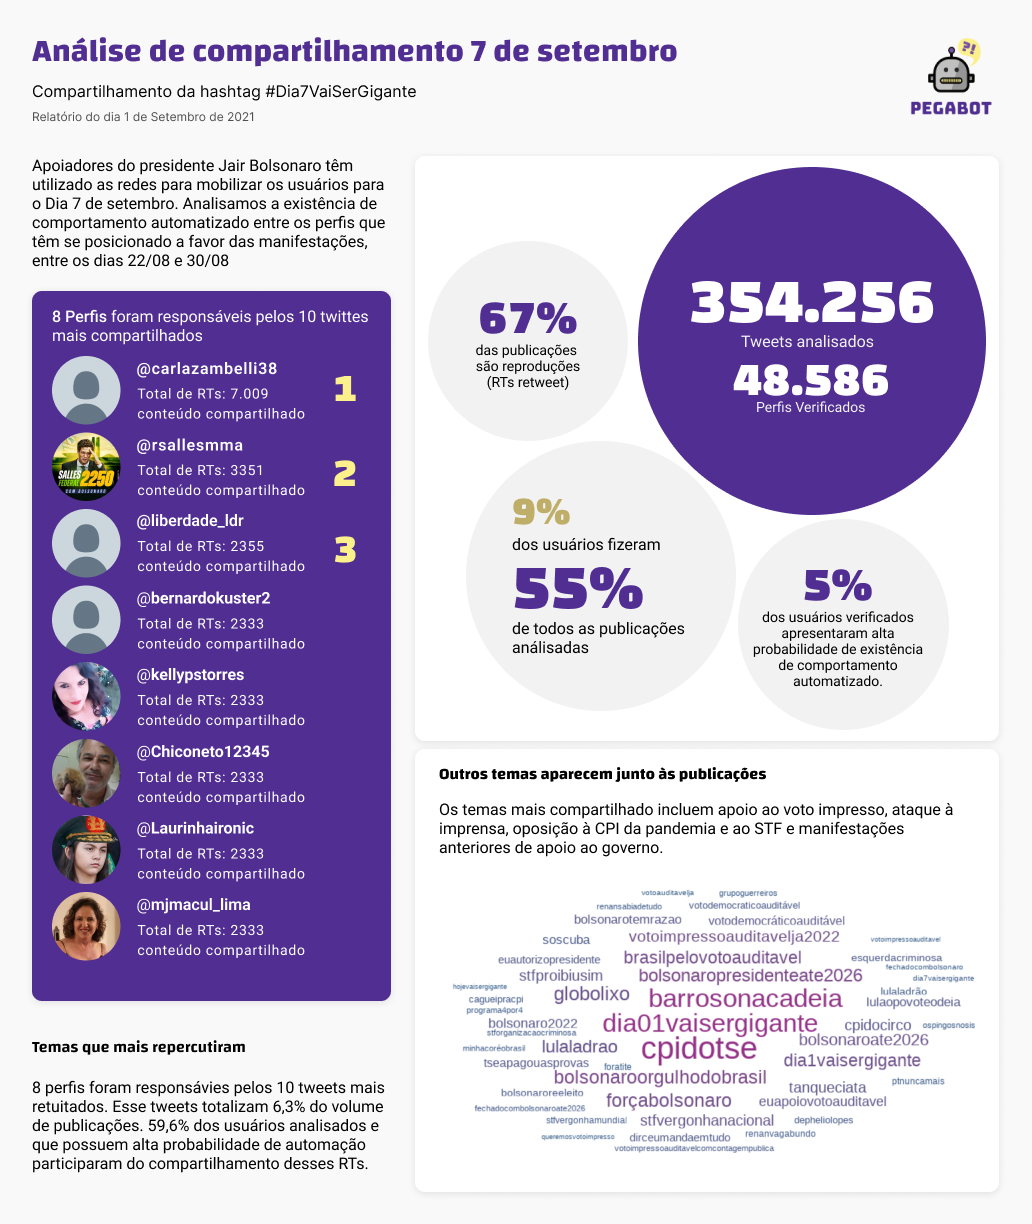 Análise de compartilhamento 7 de setembro
Compartilhamento da hashtag #Dia7VaiSerGigante
Relatório do dia 1 de Setembro de 2021
?!
PEGABOT
Apoiadores do presidente Jair Bolsonaro têm
utilizado as redes para mobilizar os usuários para
o Dia 7 de setembro. Analisamos a existência de
comportamento automatizado entre os perfis que
têm se posicionado a favor das manifestações,
entre os dias 22/08 e 30/08
8 Perfis foram responsáveis pelos 10 twittes
mais compartilhados
@carlazambelli38
Total de RTs: 7.009
conteúdo compartilhado
1
SALLES
FEDERAL 2250
COM BOLSONARO
@rsallesmma
Total de RTs: 3351
conteúdo compartilhado
2
@liberdade_ldr
Total de RTs: 2355
conteúdo compartilhado
3
@bernardokuster2
Total de RTs: 2333
conteúdo compartilhado
@kellypstorres
Total de RTs: 2333
conteúdo compartilhado
@Chiconeto12345
Total de RTs: 2333
conteúdo compartilhado
@Laurinhaironic
Total de RTs: 2333
conteúdo compartilhado
@mjmacul_lima
Total de RTs: 2333
conteúdo compartilhado
Temas que mais repercutiram
8 perfis foram responsávies pelos 10 tweets mais
retuitados. Esse tweets totalizam 6,3% do volume
de publicações. 59,6% dos usuários analisados e
que possuem alta probabilidade de automação
participaram do compartilhamento desses RTs.
67%
das publicações
são reproduções
(RTs retweet)
354.256
Tweets analisados
48.586
Perfis Verificados
9%
dos usuários fizeram
55%
de todos as publicações
análisadas
5%
dos usuários verificados
apresentaram alta
probabilidade de existência
de comportamento
automatizado.
Outros temas aparecem junto às publicações
Os temas mais compartilhado incluem apoio ao voto impresso, ataque à
imprensa, oposição à CPI da pandemia e ao STF e manifestações
anteriores de apoio ao governo.
votoauditavelja grupoguerreiros
renansabiadetudo votodemocraticoauditável
bolsonarotemrazao votodemocráticoauditável
soscuba votoimpressoauditavelja2022 votoimpressoauditavel
euautorizopresidente brasilpelovotoauditavel esquerdacriminosa
stfproibiusim bolsonaropresidenteate2026 fechadocombolsonaro
dia7vaisergigante
hojevaisergigante globolixo barrosonacadeia lulaladrão
cagueipracpi lulaopovoteodeia
programa4por4
bolsonaro2022 dia01vaisergigante cpidocirco ospingosnosis
stforganizacaocriminosa
minhacoréobrasil lulaladrao cpidotse bolsonaroate2026
tseapagouasprovas foratite dia1vaisergigante
bolsonaroorgulhodobrasil ptnuncamais
bolsonaroreeleito tanqueciata
fechadocombolsonaroate2026 forçabolsonaro euapoiovotoauditavel
stfvergonhamundial stfvergonhanacional depheliolopes
queremosvotoimpresso dirceumandaemtudo renanvagabundo
votoimpressoauditavelcomcontagempublica